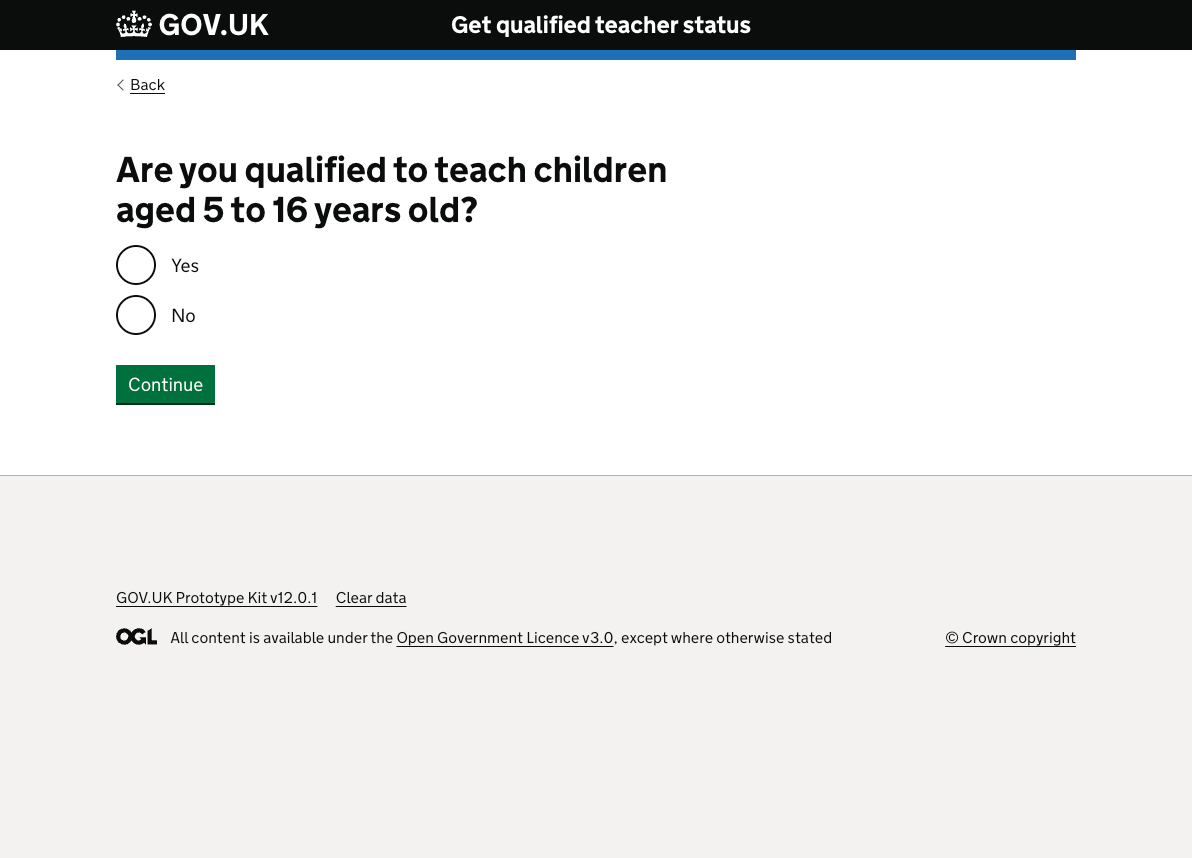 GOV.UK
Get qualified teacher status
Back
Are you qualified to teach children
aged 5 to 16 years old?
Yes
No
Continue
GOV.UK Prototype Kit v12.0.1 Clear data
OGL All content is available under the Open Government Licence v3.0, except where otherwise stated
© Crown copyright